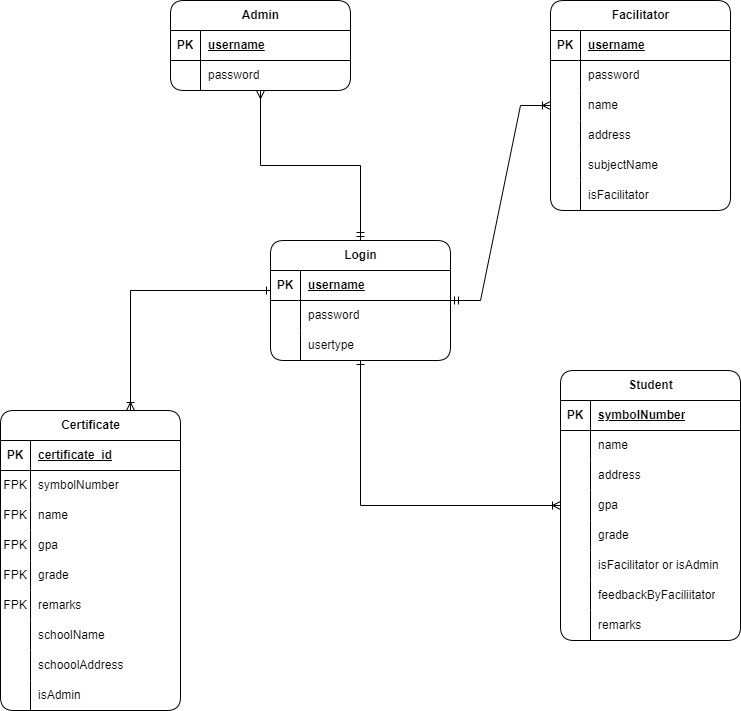 Admin
PK username
password
Facilitator
PK username
password
name
address
subjectName
isFacilitator
Login
PK username
password
usertype
Student
PK symbolNumber
name
address
gpa
grade
isFacilitator or isAdmin
feedbackByFaciliitator
remarks
Certificate
PK certificate_id
FPK symbolNumber
FPK name
FPK gpa
FPK grade
FPK remarks
schoolName
schooolAddress
isAdmin